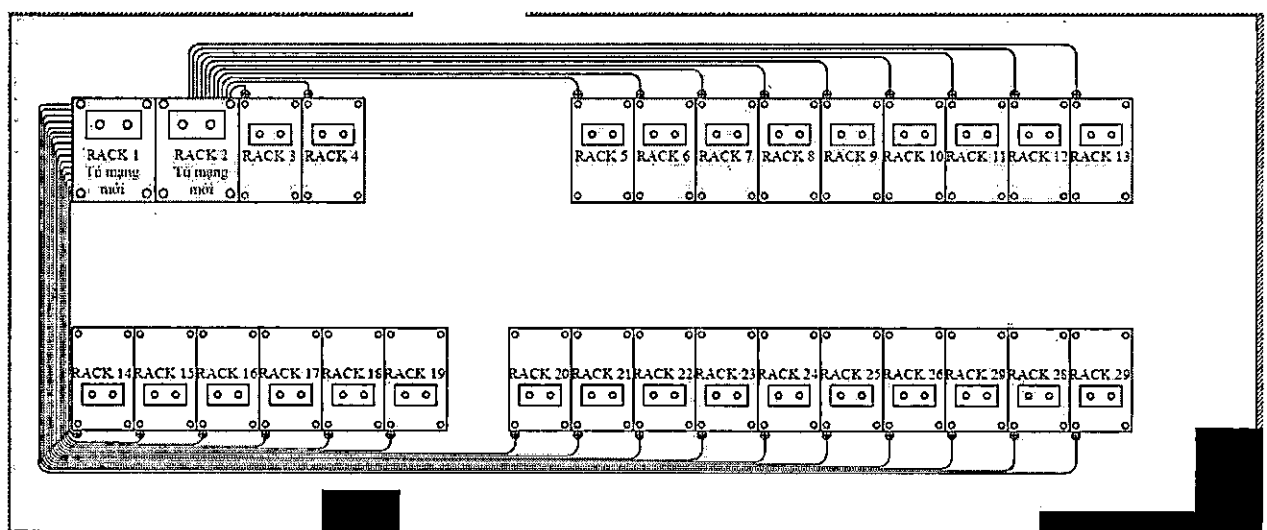 RACK 1
Tủ mạng
mới
RACK 2
Tủ mạng
mới
RACK 3
RACK 4
RACK 5
RACK 6
RACK 7
RACK 8
RACK 9
RACK 10
RACK 11
RACK 12
RACK 13
RACK 14
RACK 15
RACK 16
RACK 17
RACK 18
RACK 19
RACK 20
RACK 21
RACK 22
RACK 23
RACK 24
RACK 25
RACK 26
RACK 29
RACK 28
RACK 29